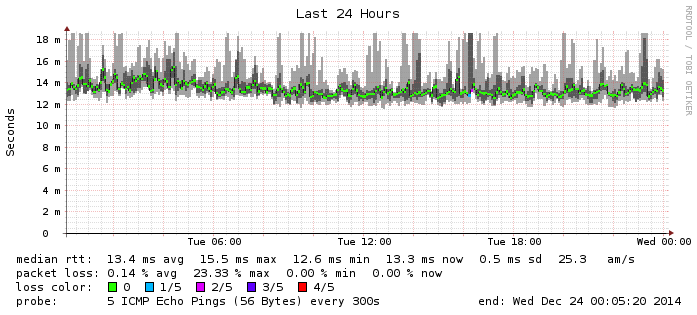 Last 24 Hours
RRDTOOL / TOBI OETIKER
Seconds
18 m
16 m
14 m
12 m
10 m
8 m
6 m
4 m
2 m
0
Tue 06:00 Tue 12:00 Tue 18:00 Wed 00:00
median rtt: 13.4 ms avg 15.5 ms max 12.6 ms min 13.3 ms now 0.5 ms sd 25.3 am/s
packet loss: 0.14 % avg 23.33 % max 0.00 % min 0.00 % now
loss color: 0 1/5 2/5 3/5 4/5
probe: 5 ICMP Echo Pings (56 Bytes) every 300s end: Wed Dec 24 00:05:20 2014